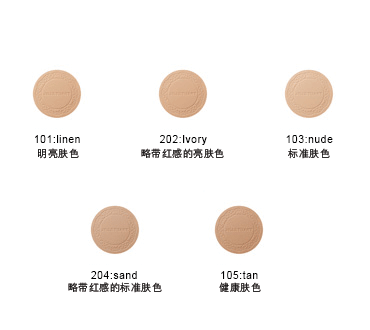 101:linen
明亮肤色
202:Ivory
略带红感的亮肤色
103:nude
标准肤色
204:sand
略带红感的标准肤色
105:tan
健康肤色